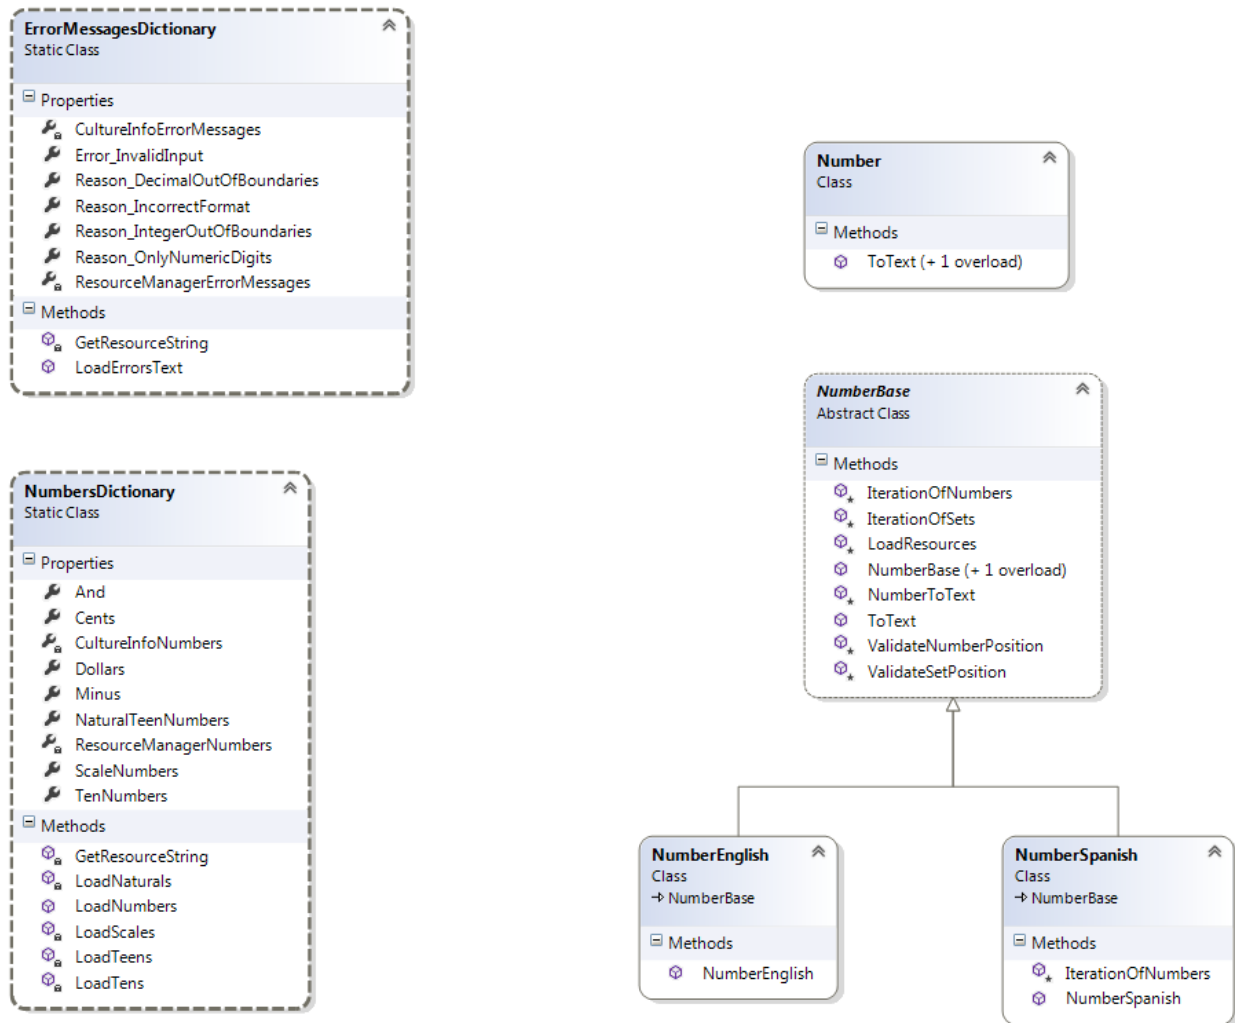 ErrorMessagesDictionary
Static Class
Properties
CultureInfoErrorMessages
Error_InvalidInput
Reason_DecimalOutOfBoundaries
Reason_IncorrectFormat
Reason_IntegerOutOfBoundaries
Reason_OnlyNumericDigits
ResourceManagerErrorMessages
Methods
GetResourceString
LoadErrorsText
NumbersDictionary
Static Class
Properties
And
Cents
CultureInfoNumbers
Dollars
Minus
NaturalTeenNumbers
ResourceManagerNumbers
ScaleNumbers
TenNumbers
Methods
GetResourceString
LoadNaturals
LoadNumbers
LoadScales
LoadTeens
LoadTens
Number
Class
Methods
ToText (+ 1 overload)
NumberBase
Abstract Class
Methods
IterationOfNumbers
IterationOfSets
LoadResources
NumberBase (+ 1 overload)
NumberToText
ToText
ValidateNumberPosition
ValidateSetPosition
NumberEnglish
Class
NumberBase
Methods
NumberEnglish
NumberSpanish
Class
NumberBase
Methods
IterationOfNumbers
NumberSpanish